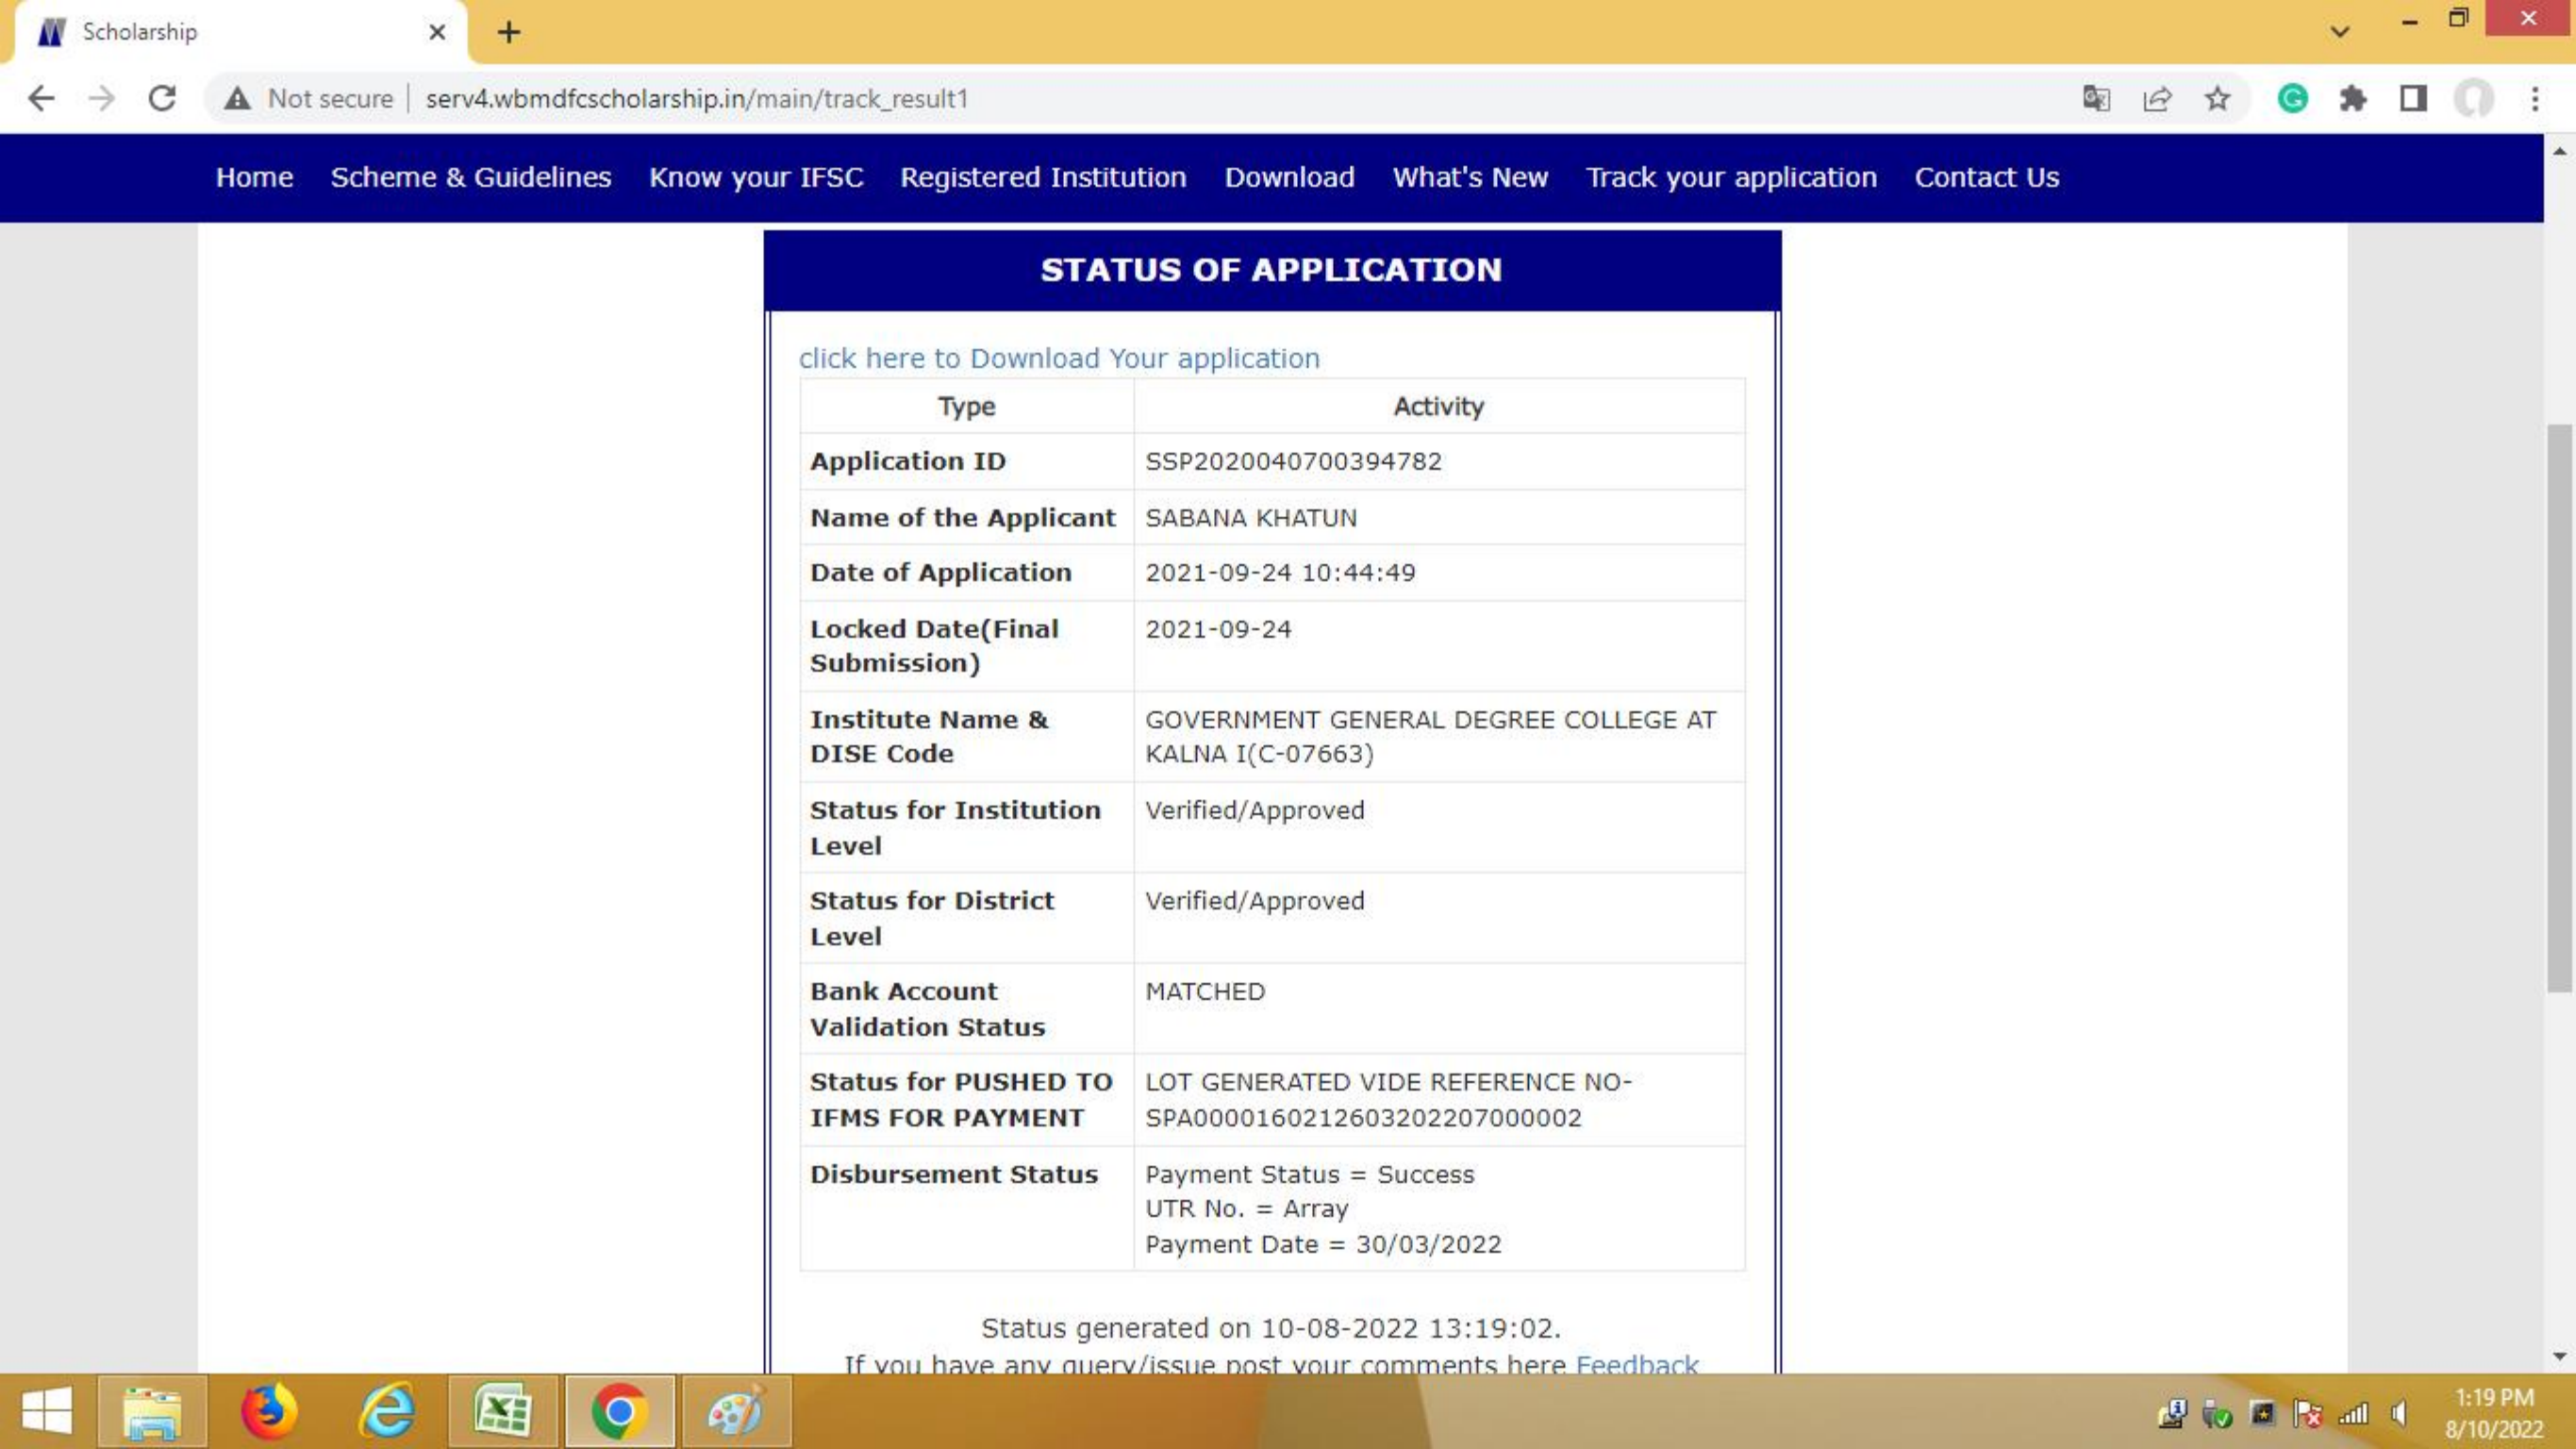 Scholarship
Not secure
serv4.wbmdfcscholarship.in/main/track_result1
Home Scheme & Guidelines Know your IFSC Registered Institution Download What's New Track your application Contact Us
STATUS OF APPLICATION
click here to Download Your application
Type Activity
Application ID SSP2020040700394782
Name of the Applicant SABANA KHATUN
Date of Application 2021-09-24 10:44:49
Locked Date(Final 2021-09-24
Submission)
Institute Name & GOVERNMENT GENERAL DEGREE COLLEGE AT
DISE Code KALNA I(C-07663)
Status for Institution Verified/Approved
Level
Status for District Verified/Approved
Level
Bank Account MATCHED
Validation Status
Status for PUSHED TO LOT GENERATED VIDE REFERENCE NO-
IFMS FOR PAYMENT SPA00001602126032022070000​02
Disbursement Status Payment Status = Success
UTR No. = Array
Payment Date = 30/03/2022
Status generated on 10-08-2022 13:19:02.
If you have any query/issue post your comments here Feedback
1:19 PM
8/10/2022